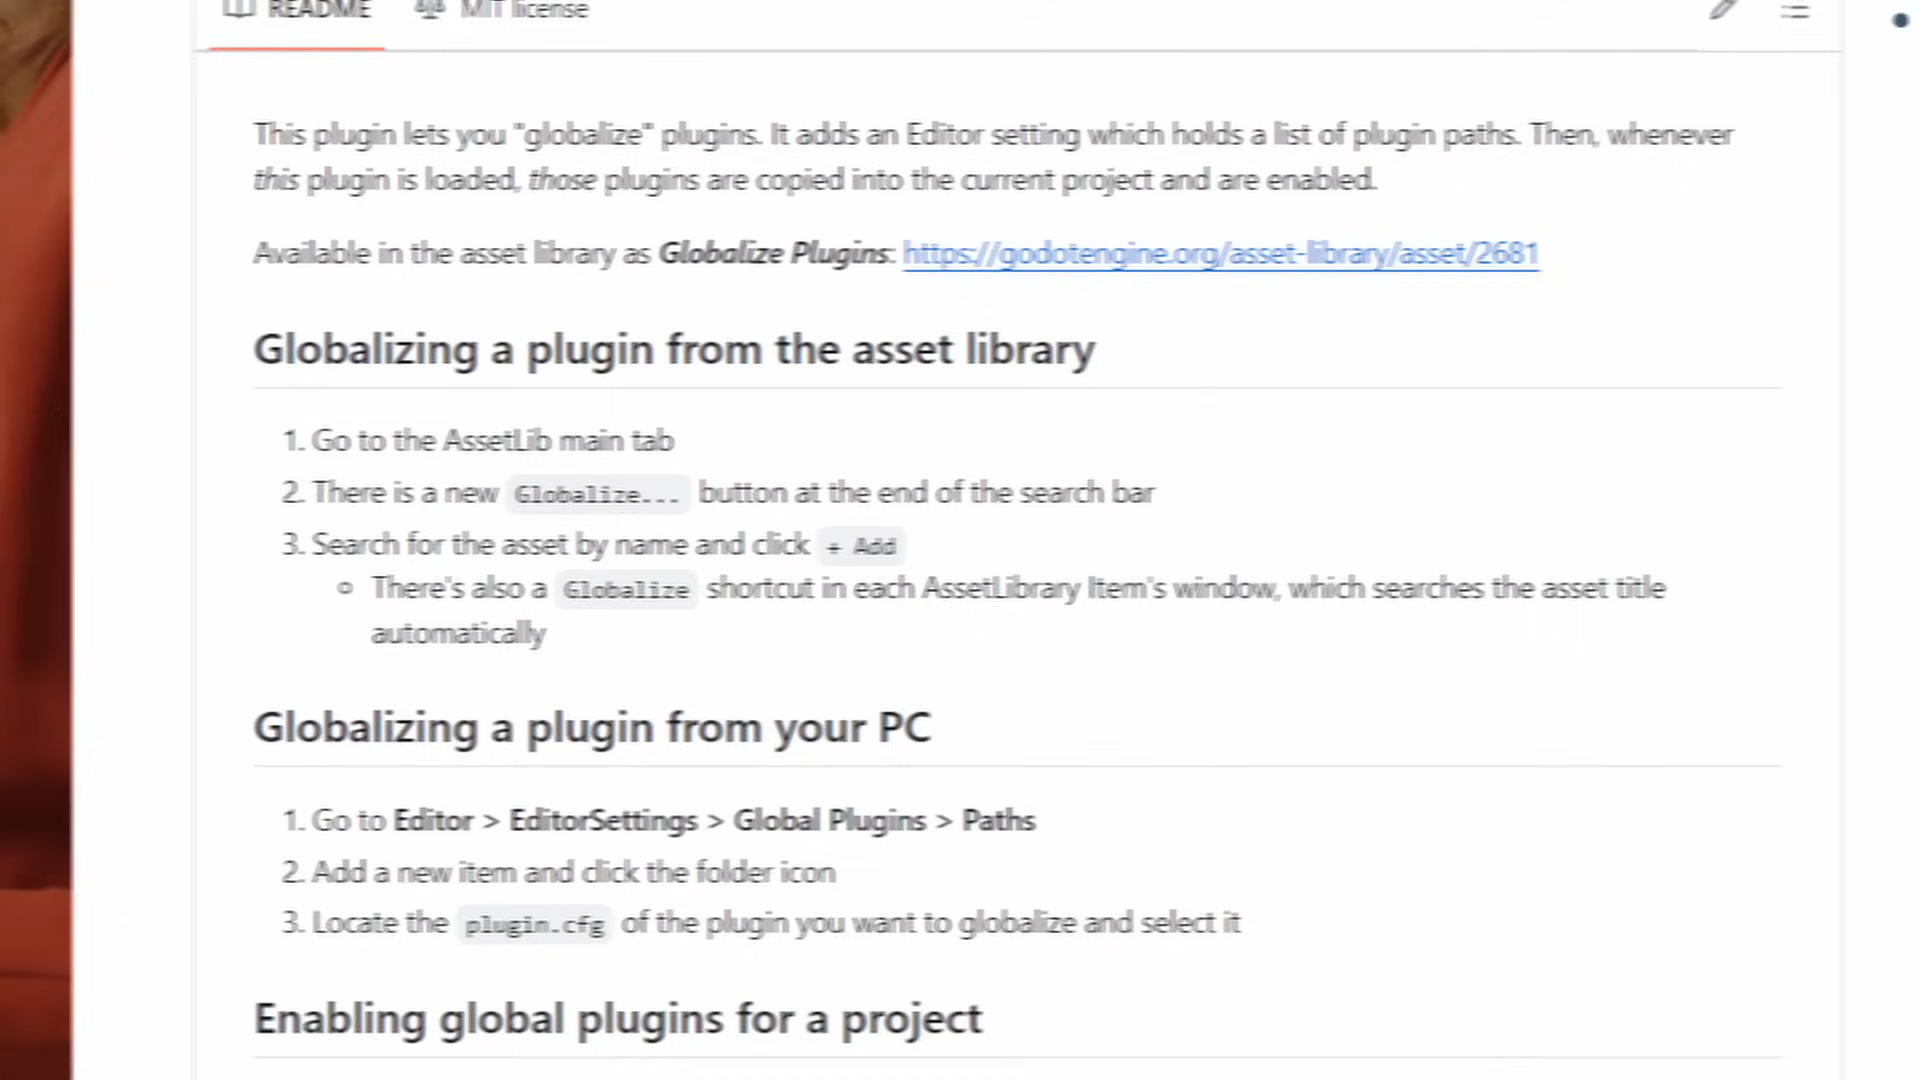 README MIT license
This plugin lets you "globalize" plugins. It adds an Editor setting which holds a list of plugin paths. Then, whenever
this plugin is loaded, those plugins are copied into the current project and are enabled.
Available in the asset library as Globalize Plugins: https://godotengine.org/asset-library/asset/2681
Globalizing a plugin from the asset library
1. Go to the AssetLib main tab
2. There is a new Globalize... button at the end of the search bar
3. Search for the asset by name and click + Add
There's also a Globalize shortcut in each AssetLibrary Item's window, which searches the asset title
automatically
Globalizing a plugin from your PC
1. Go to Editor > EditorSettings > Global Plugins > Paths
2. Add a new item and click the folder icon
3. Locate the plugin.cfg of the plugin you want to globalize and select it
Enabling global plugins for a project